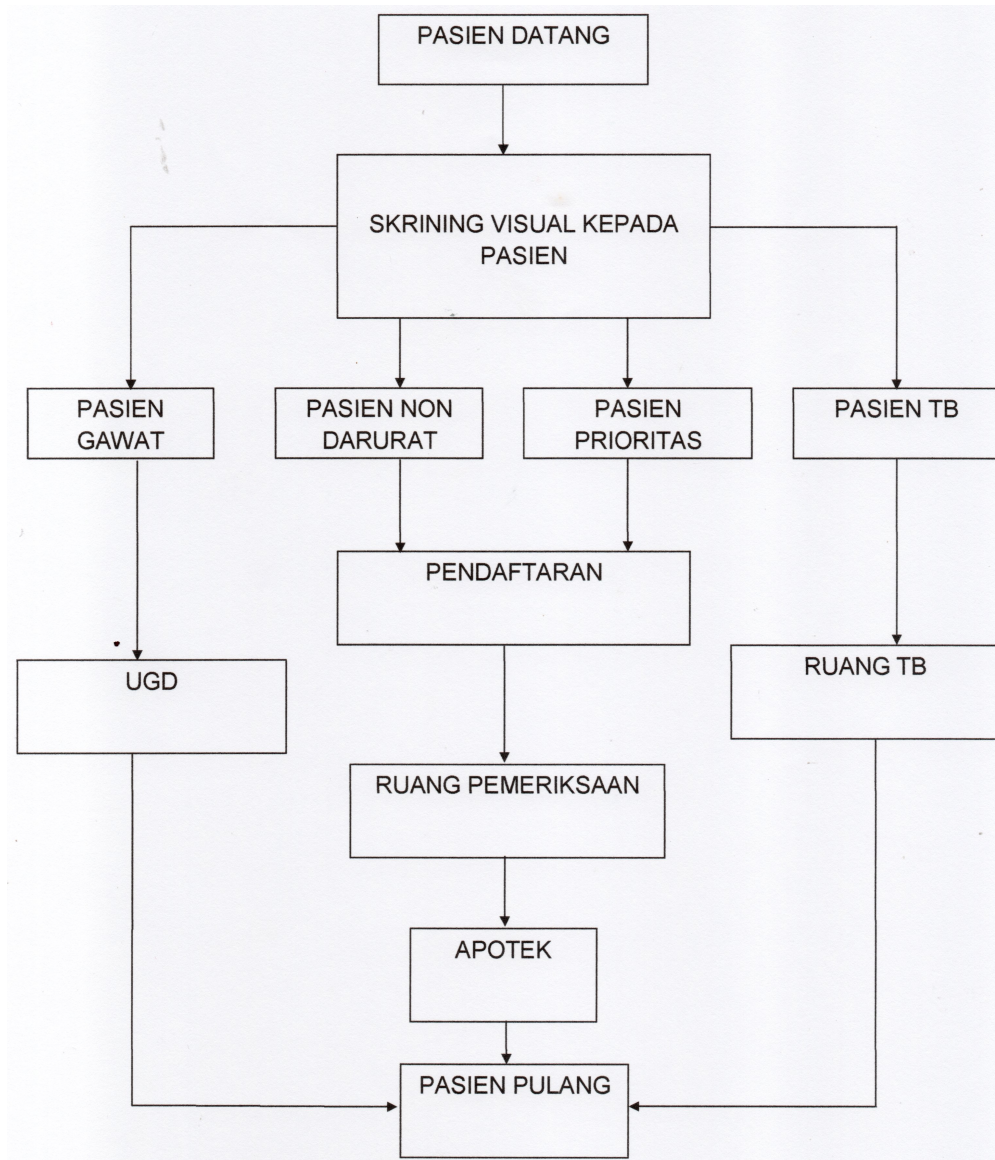 PASIEN DATANG
SKRINING VISUAL KEPADA
PASIEN
PASIEN
GAWAT
PASIEN NON
DARURAT
PASIEN
PRIORITAS
PASIEN TB
PENDAFTARAN
UGD
RUANG TB
RUANG PEMERIKSAAN
APOTEK
PASIEN PULANG